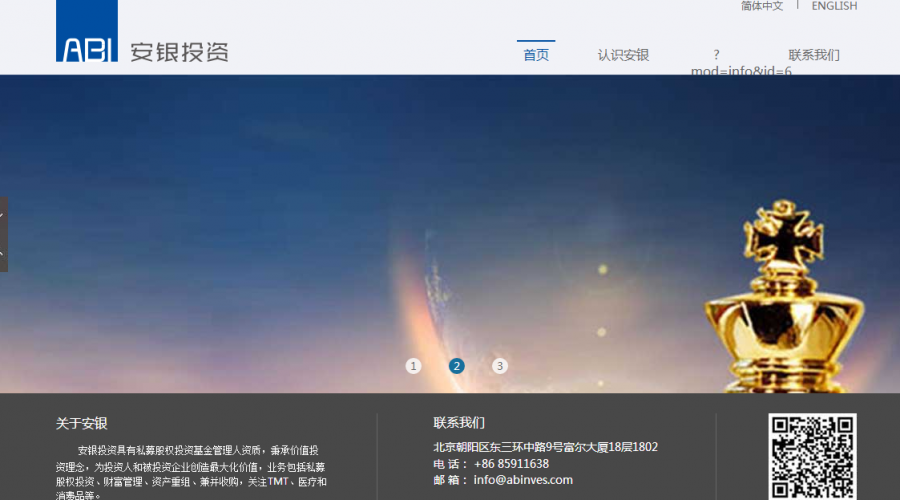 简体中文 | ENGLISH
ABI 安银投资
首页 认识安银 ? 联系我们
mod=info&id=6
1 2 3
关于安银
安银投资具有私募股权投资基金管理人资质，秉承价值投
资理念，为投资人和被投资企业创造最大化价值，业务包括私募
股权投资、财富管理、资产重组、兼并收购，关注TMT、医疗和
消费品等。
联系我们
北京朝阳区东三环中路9号富尔大厦18层1802
电 话： +86 85911638
邮 箱： info@abinves.com